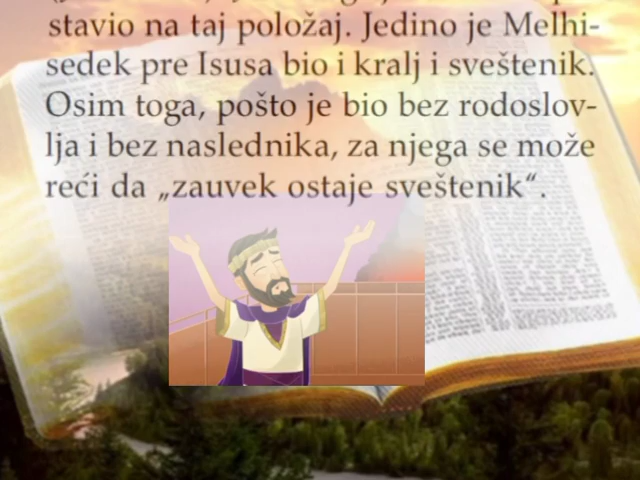 stavio na taj položaj. Jedino je Melhi-
sedek pre Isusa bio i kralj i sveštenik.
Osim toga, pošto je bio bez rodoslov-
lja i bez naslednika, za njega se može
reći da „zauvek ostaje sveštenik“.